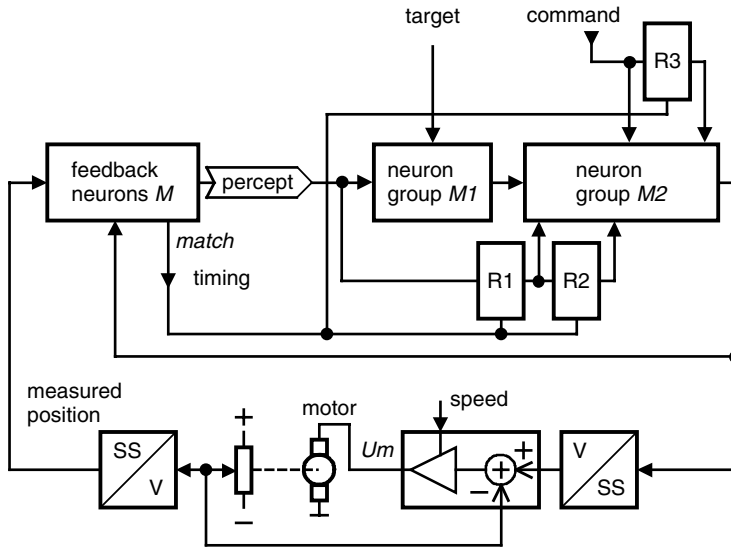 target
command
R3
feedback
neurons M
percept
neuron
group M1
neuron
group M2
match
timing
R1
R2
measured
position
+
motor
speed
SS
V
Um
+
+
V
SS
−
−